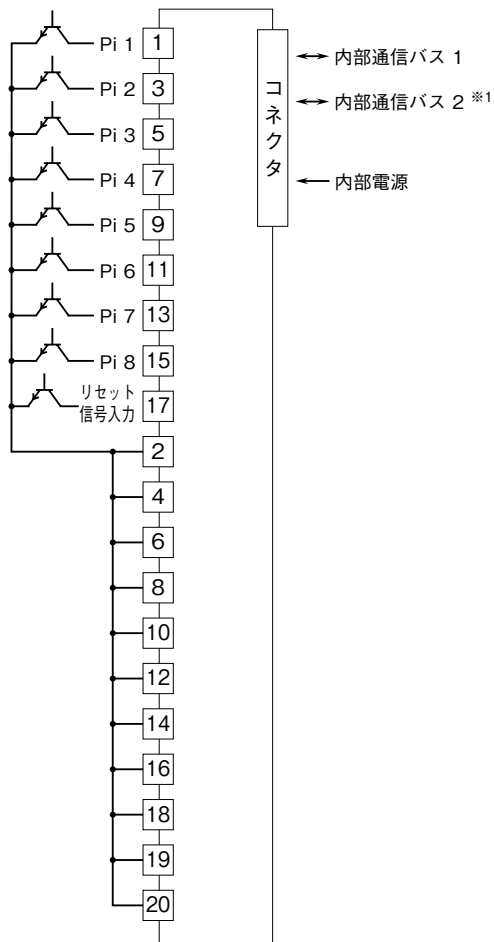 Pi 1 1
Pi 2 3
Pi 3 5
Pi 4 7
Pi 5 9
Pi 6 11
Pi 7 13
Pi 8 15
リセット
信号入力 17
2
4
6
8
10
12
14
16
18
19
20
コネクタ
内部通信バス 1
内部通信バス 2 ※1
内部電源